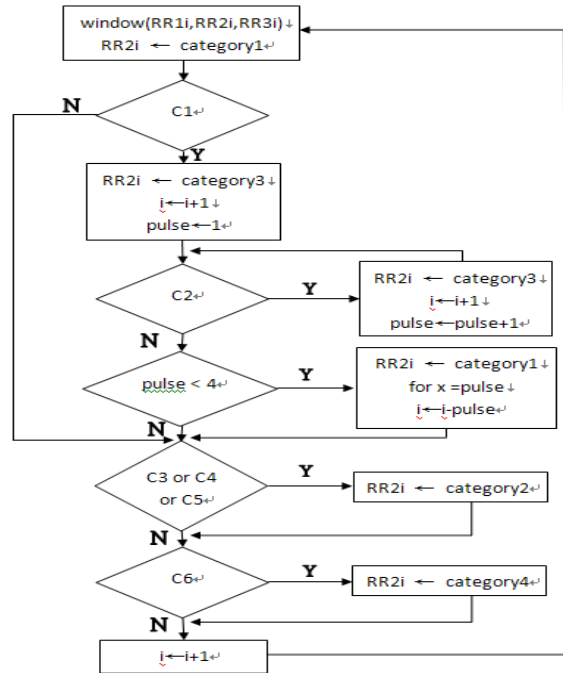 window(RR1i,RR2i,RR3i)↓
RR2i ← category1↵
N
C1↵
Y
RR2i ← category3↓
i←i+1↓
pulse←1↵
C2↵
Y
RR2i ← category3↓
i←i+1↓
pulse←pulse+1↵
N
pulse < 4↵
Y
RR2i ← category1↓
for x =pulse↓
i←i-pulse↵
N
C3 or C4
or C5↵
Y
RR2i ← category2↵
N
C6↵
Y
RR2i ← category4↵
N
i←i+1↵